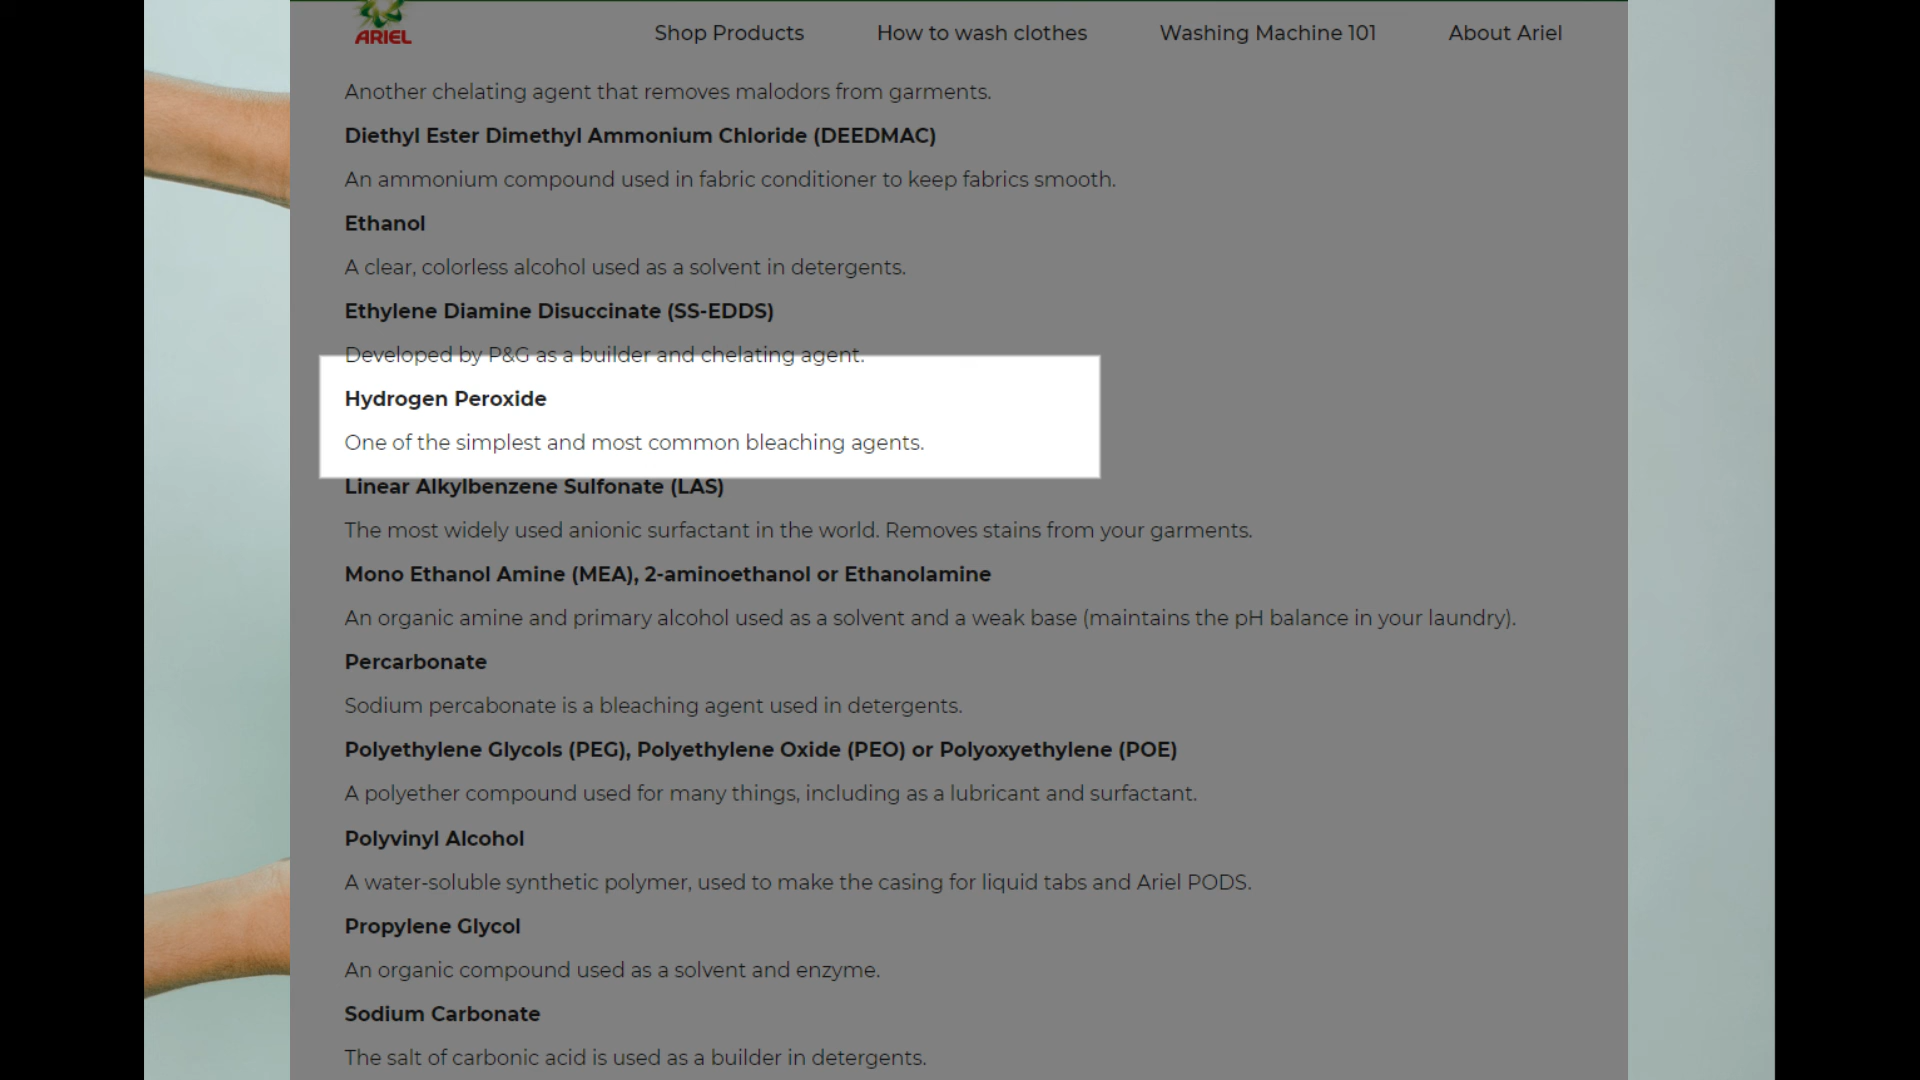 ARIEL
Shop Products
How to wash clothes
Washing Machine 101
About Ariel
Another chelating agent that removes malodors from garments.
Diethyl Ester Dimethyl Ammonium Chloride (DEEDMAC)
An ammonium compound used in fabric conditioner to keep fabrics smooth.
Ethanol
A clear, colorless alcohol used as a solvent in detergents.
Ethylene Diamine Disuccinate (SS-EDDS)
Developed by P&G as a builder and chelating agent.
Hydrogen Peroxide
One of the simplest and most common bleaching agents.
Linear Alkylbenzene Sulfonate (LAS)
The most widely used anionic surfactant in the world. Removes stains from your garments.
Mono Ethanol Amine (MEA), 2-aminoethanol or Ethanolamine
An organic amine and primary alcohol used as a solvent and a weak base (maintains the pH balance in your laundry).
Percarbonate
Sodium percabonate is a bleaching agent used in detergents.
Polyethylene Glycols (PEG), Polyethylene Oxide (PEO) or Polyoxyethylene (POE)
A polyether compound used for many things, including as a lubricant and surfactant.
Polyvinyl Alcohol
A water-soluble synthetic polymer, used to make the casing for liquid tabs and Ariel PODS.
Propylene Glycol
An organic compound used as a solvent and enzyme.
Sodium Carbonate
The salt of carbonic acid is used as a builder in detergents.